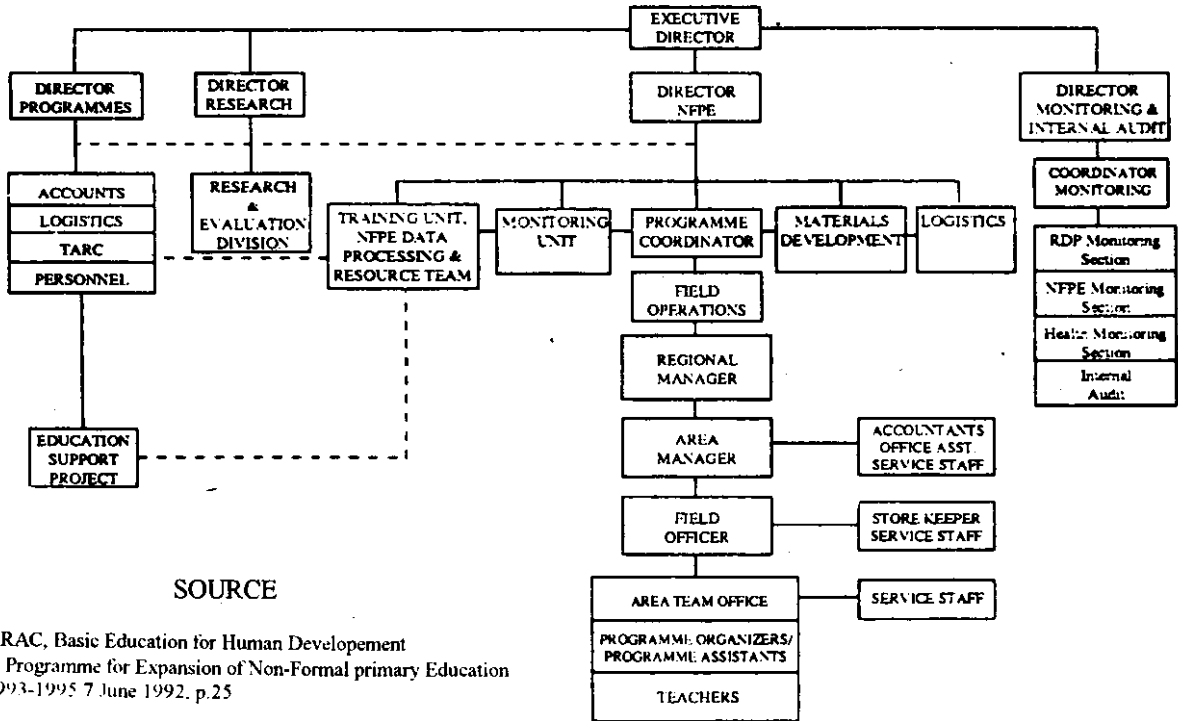 EXECUTIVE
DIRECTOR
DIRECTOR
PROGRAMMES
DIRECTOR
RESEARCH
DIRECTOR
NFPE
DIRECTOR
MONITORING &
INTERNAL AUDIT
ACCOUNTS
LOGISTICS
TARC
PERSONNEL
RESEARCH
&
EVALUATION
DIVISION
TRAINING UNIT,
NFPE DATA
PROCESSING &
RESOURCE TEAM
MONITORING
UNIT
PROGRAMME
COORDINATOR
MATERIALS
DEVELOPMENT
LOGISTICS
COORDINATOR
MONITORING
RDP Monitoring
Section
NFPE Monitoring
Section
Health Monitoring
Section
Internal
Audit
FIELD
OPERATIONS
REGIONAL
MANAGER
EDUCATION
SUPPORT
PROJECT
AREA
MANAGER
ACCOUNTANTS
OFFICE ASST.
SERVICE STAFF
FIELD
OFFICER
STORE KEEPER
SERVICE STAFF
AREA TEAM OFFICE
SERVICE STAFF
PROGRAMME ORGANIZERS/
PROGRAMME ASSISTANTS
TEACHERS
SOURCE
RAC, Basic Education for Human Developement
Programme for Expansion of Non-Formal primary Education
993-1995 7 June 1992. p.25